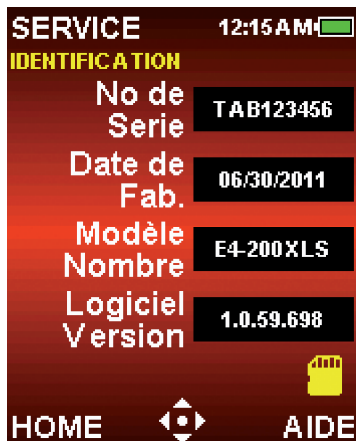 SERVICE 12:15AM
IDENTIFICATION
No de
Serie TAB123456
Date de
Fab. 06/30/2011
Modèle
Nombre E4-200XLS
Logiciel
Version 1.0.59.698
HOME AIDE